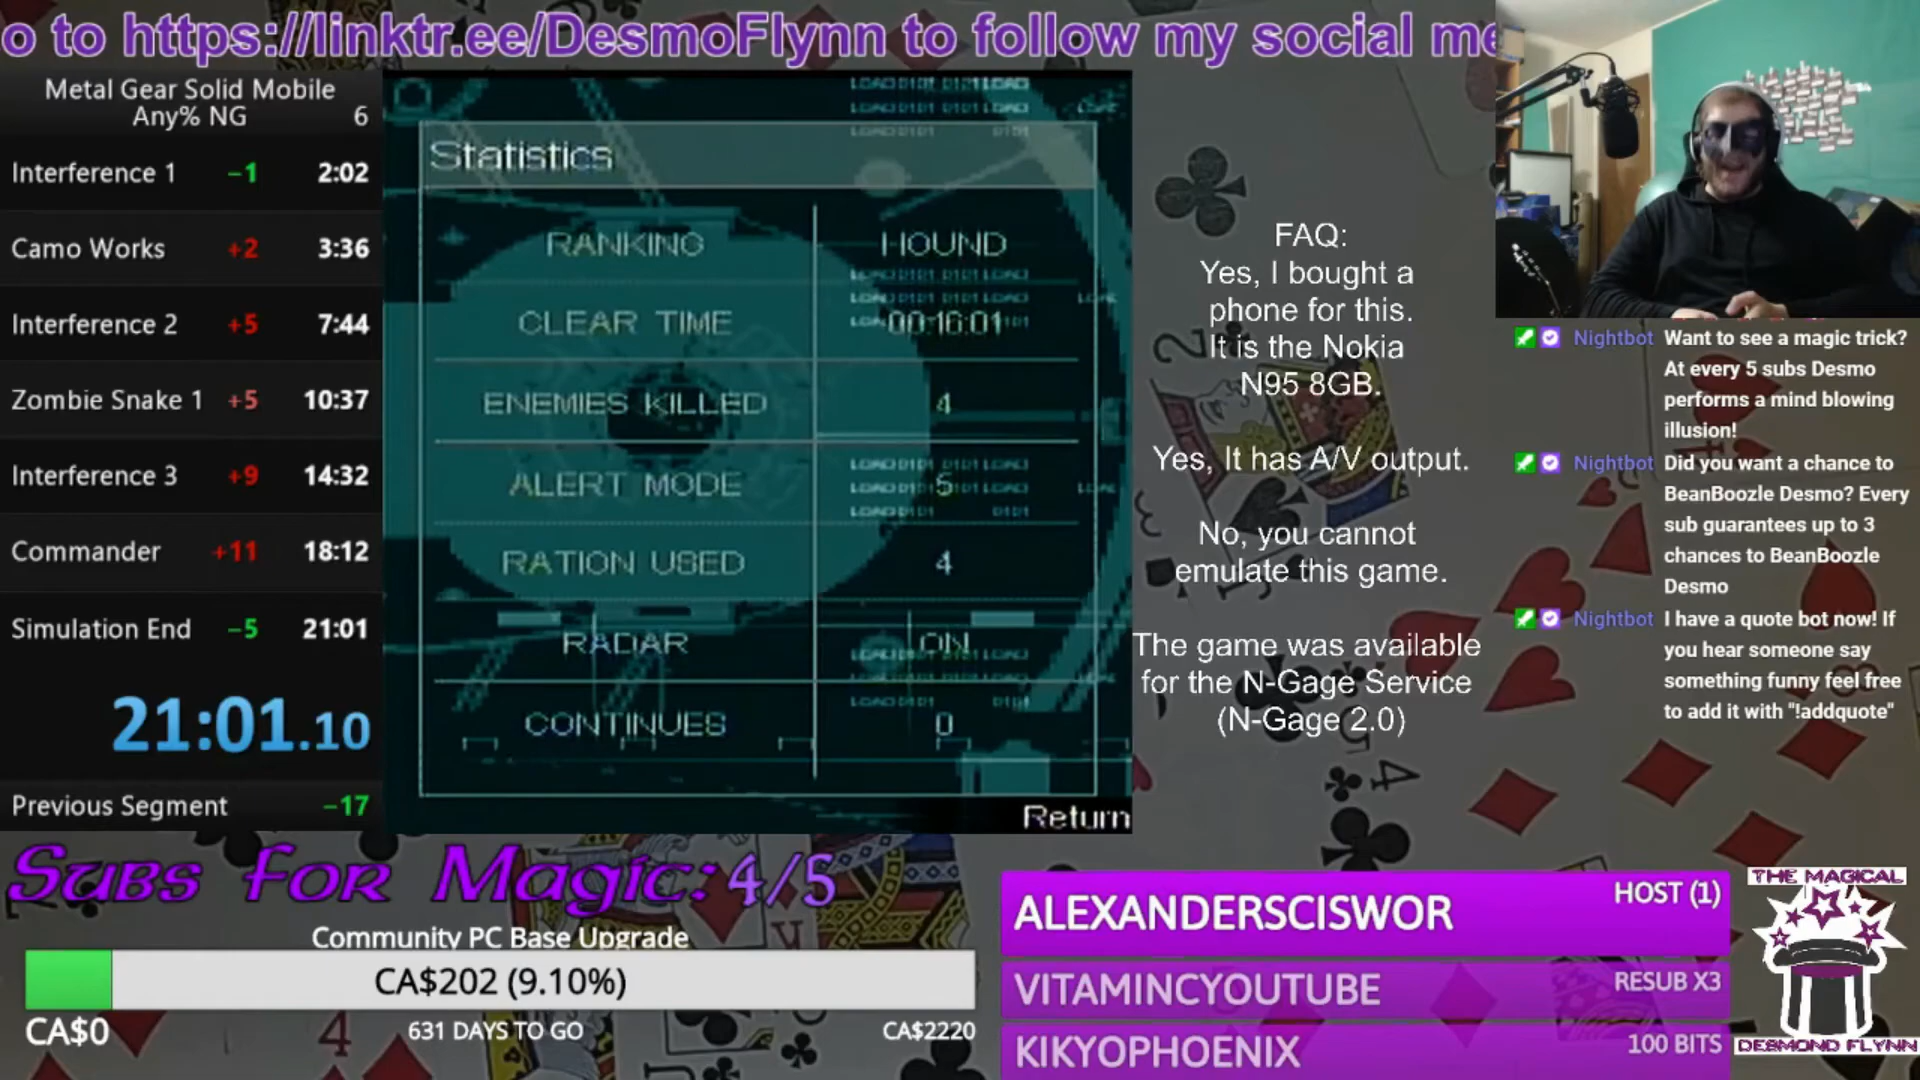 o to https://linktr.ee/DesmoFlynn to follow my social me
Metal Gear Solid Mobile
Any% NG 6
Interference 1 -1 2:02
Camo Works +2 3:36
Interference 2 +5 7:44
Zombie Snake 1 +5 10:37
Interference 3 +9 14:32
Commander +11 18:12
Simulation End -5 21:01
21:01.10
Previous Segment -17
Statistics
RANKING HOUND
CLEAR TIME 00:16:01
ENEMIES KILLED 4
ALERT MODE 5
RATION USED 4
RADAR ON
CONTINUES 0
Return
FAQ:
Yes, I bought a
phone for this.
It is the Nokia
N95 8GB.
Yes, It has A/V output.
No, you cannot
emulate this game.
The game was available
for the N-Gage Service
(N-Gage 2.0)
Nightbot Want to see a magic trick?
At every 5 subs Desmo
performs a mind blowing
illusion!
Nightbot Did you want a chance to
BeanBoozle Desmo? Every
sub guarantees up to 3
chances to BeanBoozle
Desmo
Nightbot I have a quote bot now! If
you hear someone say
something funny feel free
to add it with "!addquote"
Subs for Magic: 4/5
Community PC Base Upgrade
CA$202 (9.10%)
CA$0 631 DAYS TO GO CA$2220
ALEXANDERSCISWOR HOST (1)
VITAMINCYOUTUBE RESUB X3
KIKYOPHOENIX 100 BITS
THE MAGICAL
DESMOND FLYNN